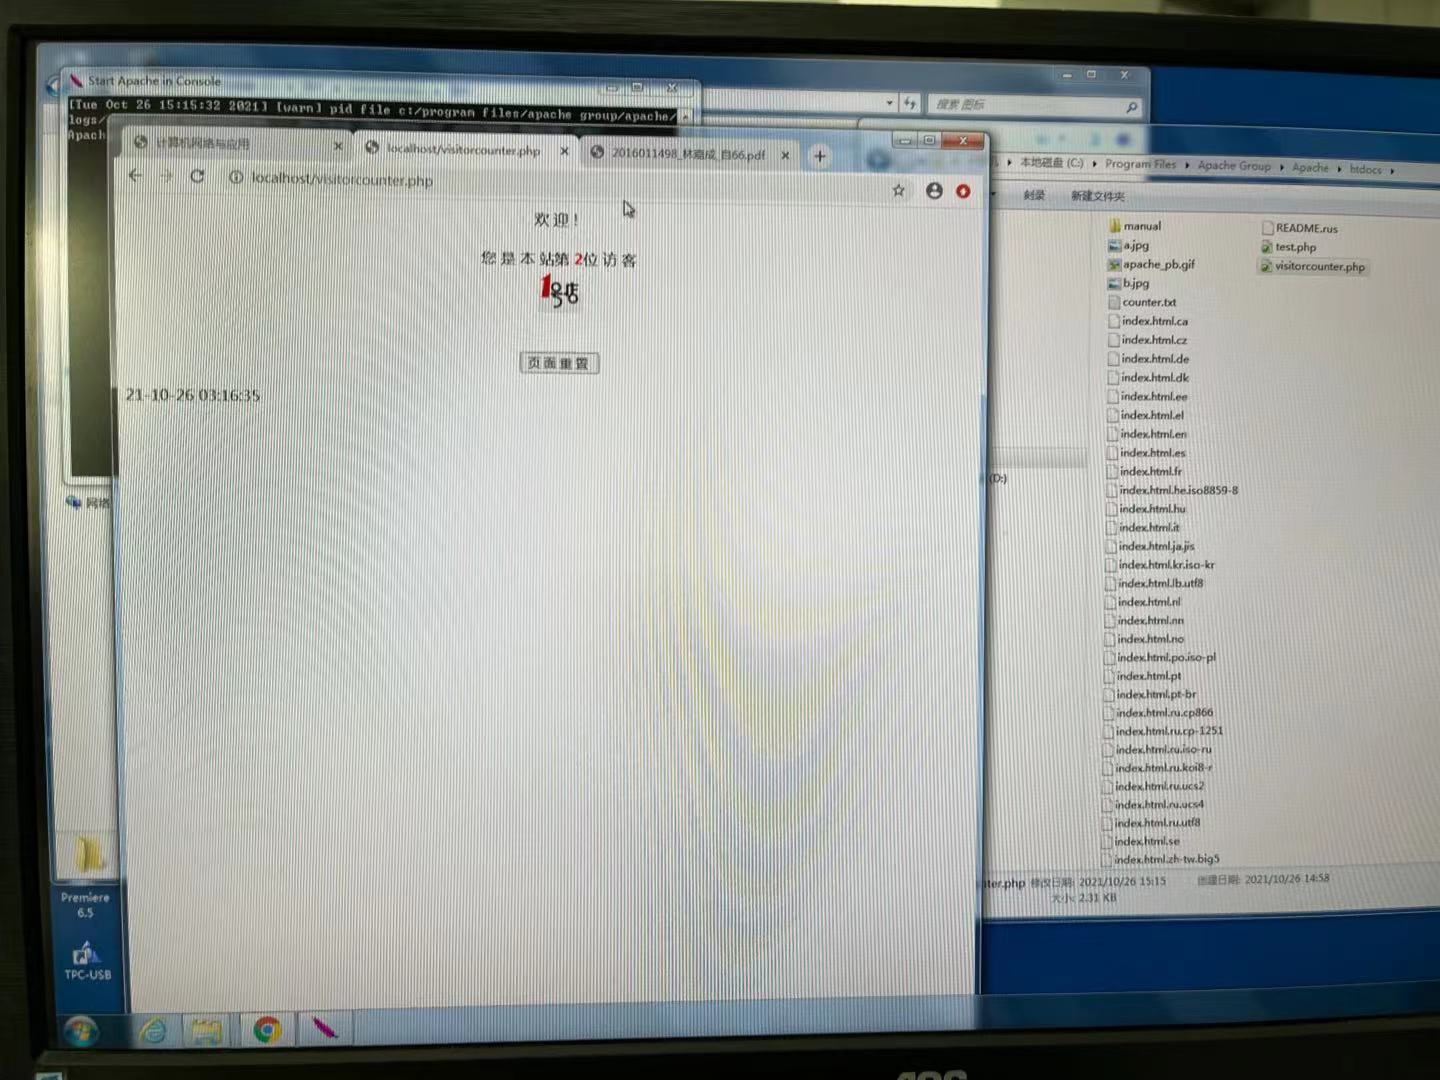 Start Apache in Console
[Tue Oct 26 15:15:32 2021] [warn] pid file c:/program files/apache group/apache/
logs/
Apach
搜索 图标
计算机网络与应用
localhost/visitorcounter.php
2016011498_林嘉成_自66.pdf
localhost/visitorcounter.php
欢 迎 !
您 是 本 站第 2位 访 客
1号店
页 面 重 置
21-10-26 03:16:35
本地磁盘 (C:) Program Files Apache Group Apache htdocs
刻录 新建文件夹
manual
a.jpg
apache_pb.gif
b.jpg
counter.txt
index.html.ca
index.html.cz
index.html.de
index.html.dk
index.html.ee
index.html.el
index.html.en
index.html.es
index.html.fr
index.html.he.iso8859-8
index.html.hu
index.html.it
index.html.ja.jis
index.html.kr.iso-kr
index.html.lb.utf8
index.html.nl
index.html.nn
index.html.no
index.html.po.iso-pl
index.html.pt
index.html.pt-br
index.html.ru.cp866
index.html.ru.cp-1251
index.html.ru.iso-ru
index.html.ru.koi8-r
index.html.ru.ucs2
index.html.ru.ucs4
index.html.ru.utf8
index.html.se
index.html.zh-tw.big5
README.rus
test.php
visitorcounter.php
(D:)
nter.php 修改日期: 2021/10/26 15:15 创建日期: 2021/10/26 14:58
大小: 2.31 KB
网络
Premiere
6.5
TPC-USB
AOC